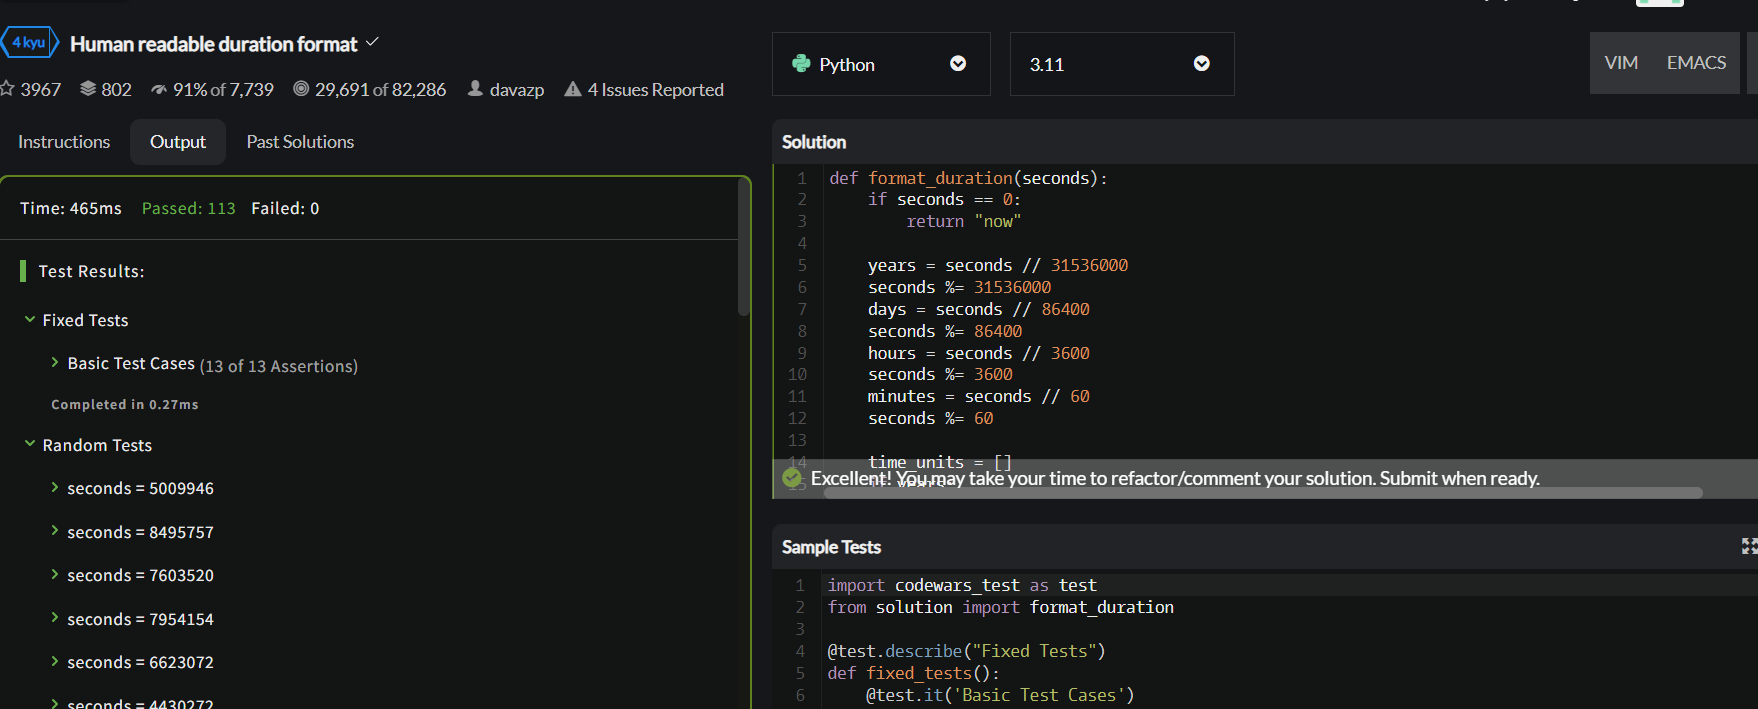 4 kyu Human readable duration format
3967 802 91% of 7,739 29,691 of 82,286 davazp 4 Issues Reported
Instructions Output Past Solutions
Time: 465ms Passed: 113 Failed: 0
Test Results:
Fixed Tests
Basic Test Cases (13 of 13 Assertions)
Completed in 0.27ms
Random Tests
seconds = 5009946
seconds = 8495757
seconds = 7603520
seconds = 7954154
seconds = 6623072
seconds = 4430272
Python 3.11 VIM EMACS
Solution
1 def format_duration(seconds):
2 if seconds == 0:
3 return "now"
4
5 years = seconds // 31536000
6 seconds %= 31536000
7 days = seconds // 86400
8 seconds %= 86400
9 hours = seconds // 3600
10 seconds %= 3600
11 minutes = seconds // 60
12 seconds %= 60
13
14 time_units = []
15 if years
Excellent! You may take your time to refactor/comment your solution. Submit when ready.
Sample Tests
1 import codewars_test as test
2 from solution import format_duration
3
4 @test.describe("Fixed Tests")
5 def fixed_tests():
6 @test.it('Basic Test Cases')